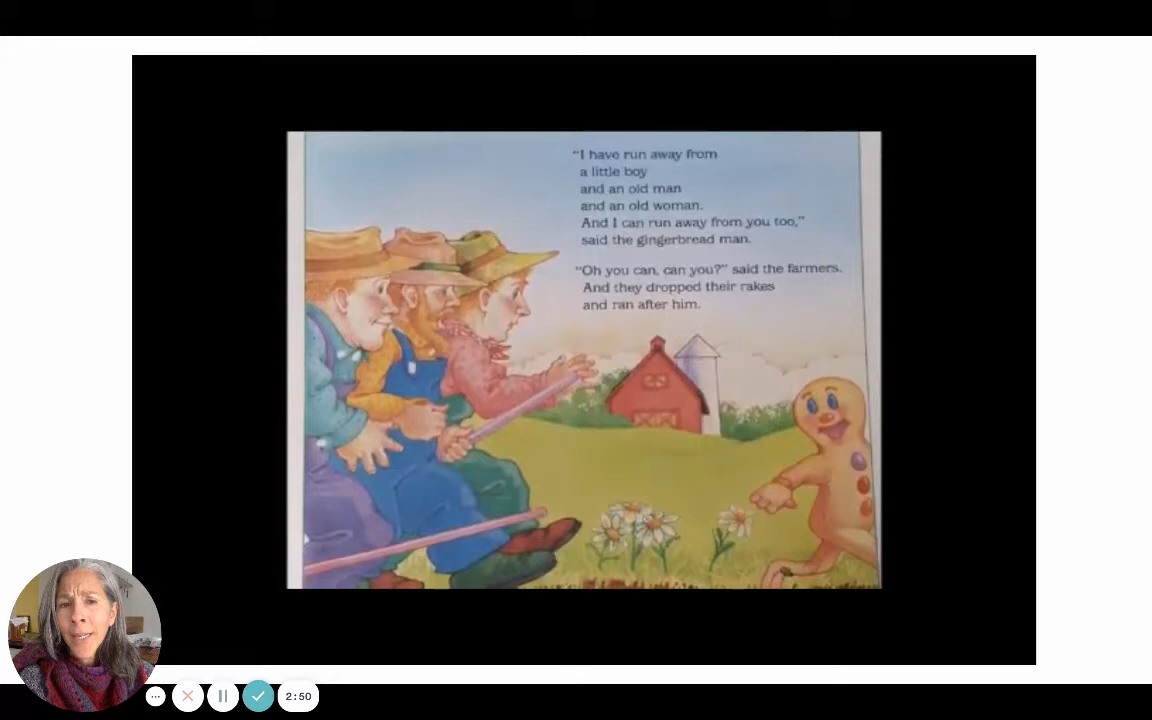 “I have run away from
a little boy
and an old man
and an old woman.
And I can run away from you too,”
said the gingerbread man.
“Oh you can, can you?” said the farmers.
And they dropped their rakes
and ran after him.
2:50